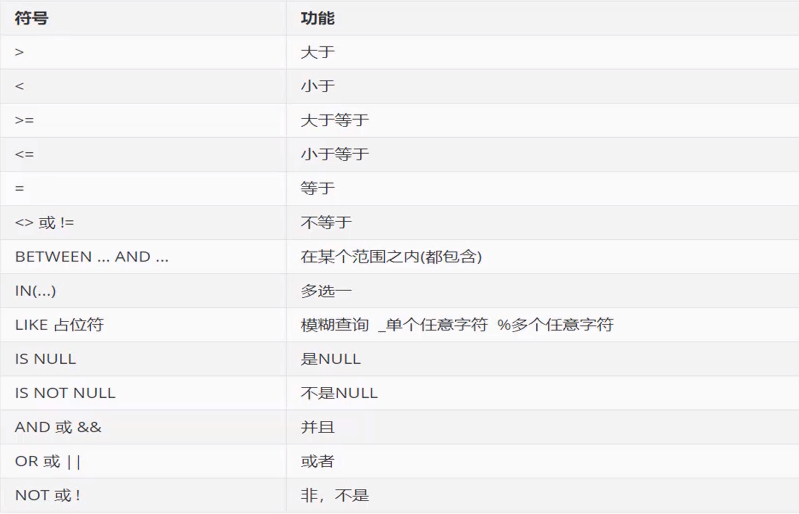 符号 功能
> 大于
< 小于
>= 大于等于
<= 小于等于
= 等于
<> 或 != 不等于
BETWEEN ... AND ... 在某个范围之内(都包含)
IN(...) 多选一
LIKE 占位符 模糊查询 _单个任意字符 %多个任意字符
IS NULL 是NULL
IS NOT NULL 不是NULL
AND 或 && 并且
OR 或 || 或者
NOT 或 ! 非，不是